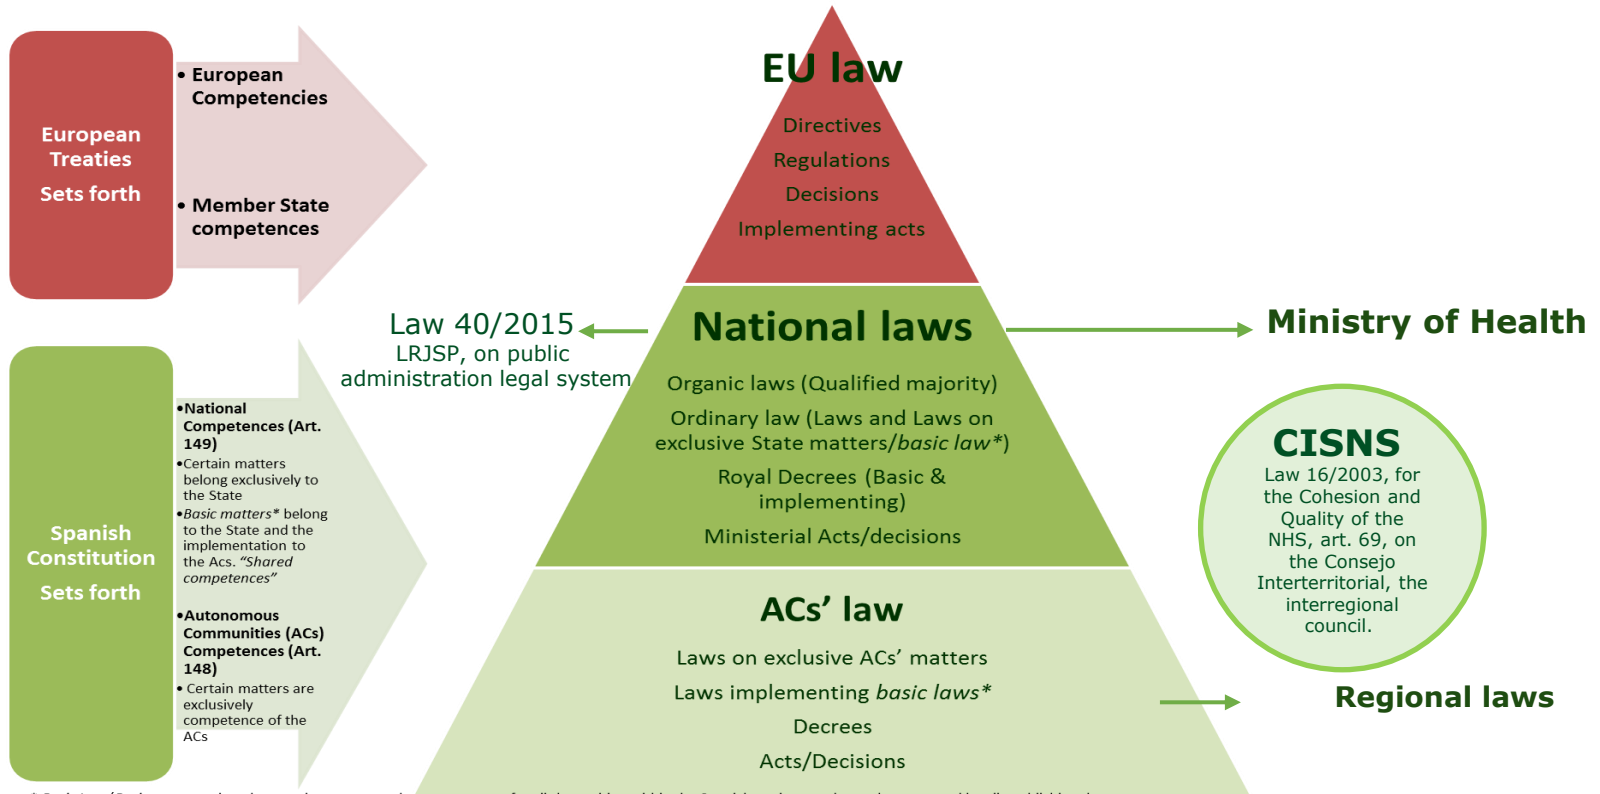 European
Treaties
Sets forth
• European
Competencies
• Member State
competences
Spanish
Constitution
Sets forth
•National
Competences (Art.
149)
•Certain matters
belong exclusively to
the State
•Basic matters* belong
to the State and the
implementation to
the Acs. “Shared
competences”
•Autonomous
Communities (ACs)
Competences (Art.
148)
• Certain matters are
exclusively
competence of the
ACs
EU law
Directives
Regulations
Decisions
Implementing acts
Law 40/2015
LRJSP, on public
administration legal system
National laws
Organic laws (Qualified majority)
Ordinary law (Laws and Laws on
exclusive State matters/basic law*)
Royal Decrees (Basic &
implementing)
Ministerial Acts/decisions
Ministry of Health
CISNS
Law 16/2003, for
the Cohesion and
Quality of the
NHS, art. 69, on
the Consejo
Interterritorial, the
interregional
council.
ACs’ law
Laws on exclusive ACs’ matters
Laws implementing basic laws*
Decrees
Acts/Decisions
Regional laws